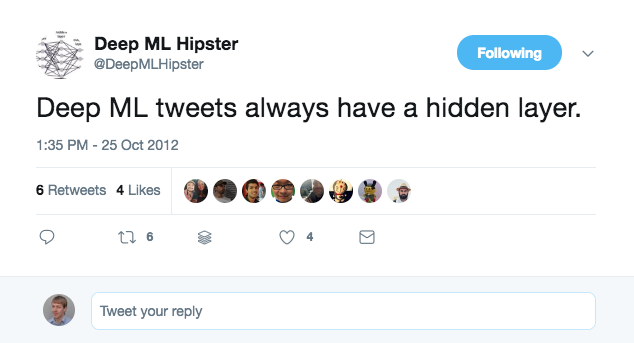 Deep ML Hipster
@DeepMLHipster
Following
Deep ML tweets always have a hidden layer.
1:35 PM - 25 Oct 2012
6 Retweets 4 Likes
6 4
Tweet your reply